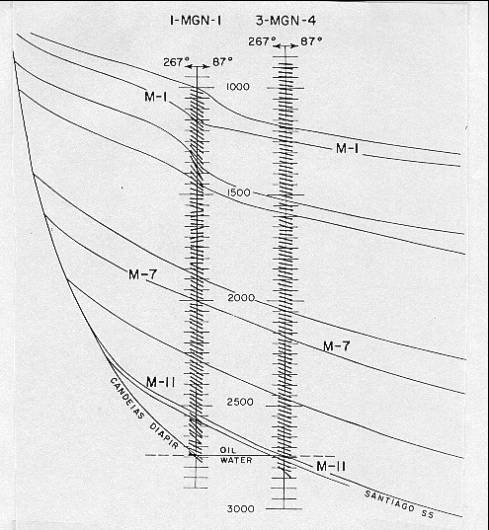 1-MGN-1 3-MGN-4
267° 87° 267° 87°
1000
M-1
M-1
1500
M-7
2000
M-7
M-11
2500
CANDEIAS DIAPIR
OIL
WATER
M-11
SANTIAGO SS
3000